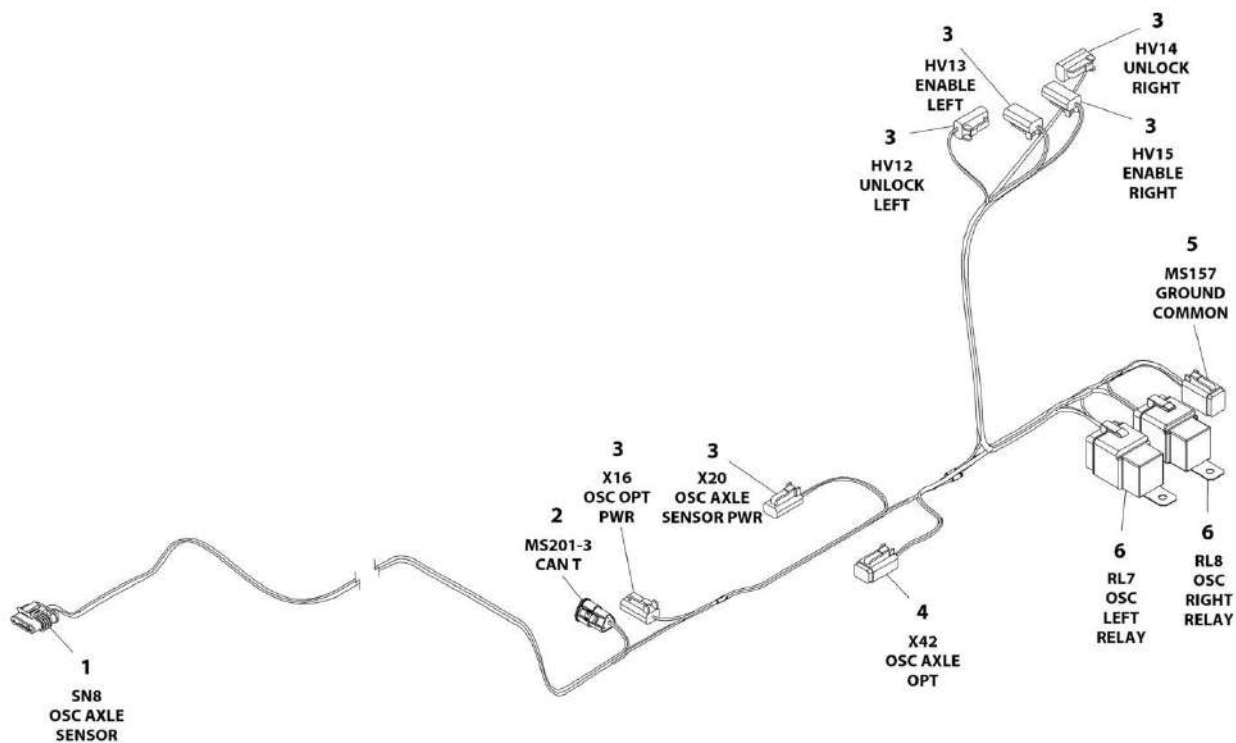 3
HV14
UNLOCK
RIGHT
3
HV13
ENABLE
LEFT
3
HV12
UNLOCK
LEFT
3
HV15
ENABLE
RIGHT
5
MS157
GROUND
COMMON
3
X16
OSC OPT
PWR
3
X20
OSC AXLE
SENSOR PWR
2
MS201-3
CAN T
6
RL7
OSC
LEFT
RELAY
6
RL8
OSC
RIGHT
RELAY
4
X42
OSC AXLE
OPT
1
SN8
OSC AXLE
SENSOR